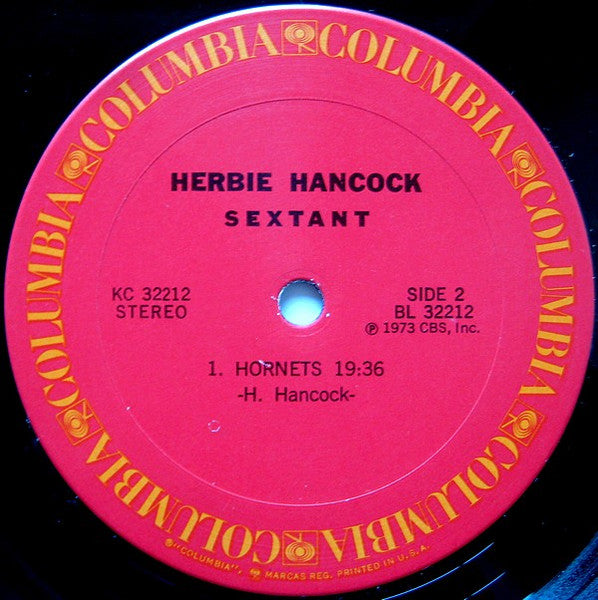 COLUMBIA COLUMBIA COLUMBIA COLUMBIA COLUMBIA COLUMBIA
HERBIE HANCOCK
SEXTANT
KC 32212
STEREO
SIDE 2
BL 32212
℗ 1973 CBS, Inc.
1. HORNETS 19:36
-H. Hancock-
®"COLUMBIA", MARCAS REG. PRINTED IN U.S.A.